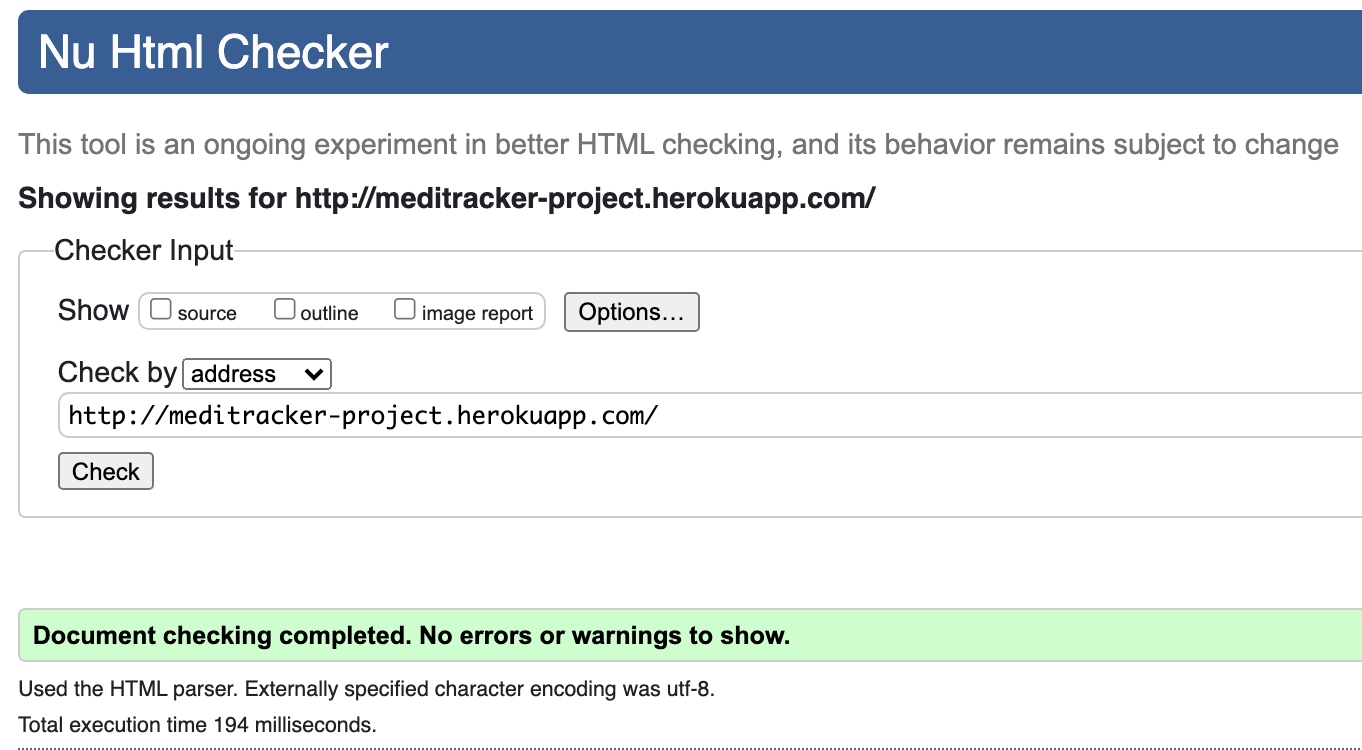 Nu Html Checker
This tool is an ongoing experiment in better HTML checking, and its behavior remains subject to change
Showing results for http://meditracker-project.herokuapp.com/
Checker Input
Show source outline image report Options...
Check by address
http://meditracker-project.herokuapp.com/
Check
Document checking completed. No errors or warnings to show.
Used the HTML parser. Externally specified character encoding was utf-8.
Total execution time 194 milliseconds.